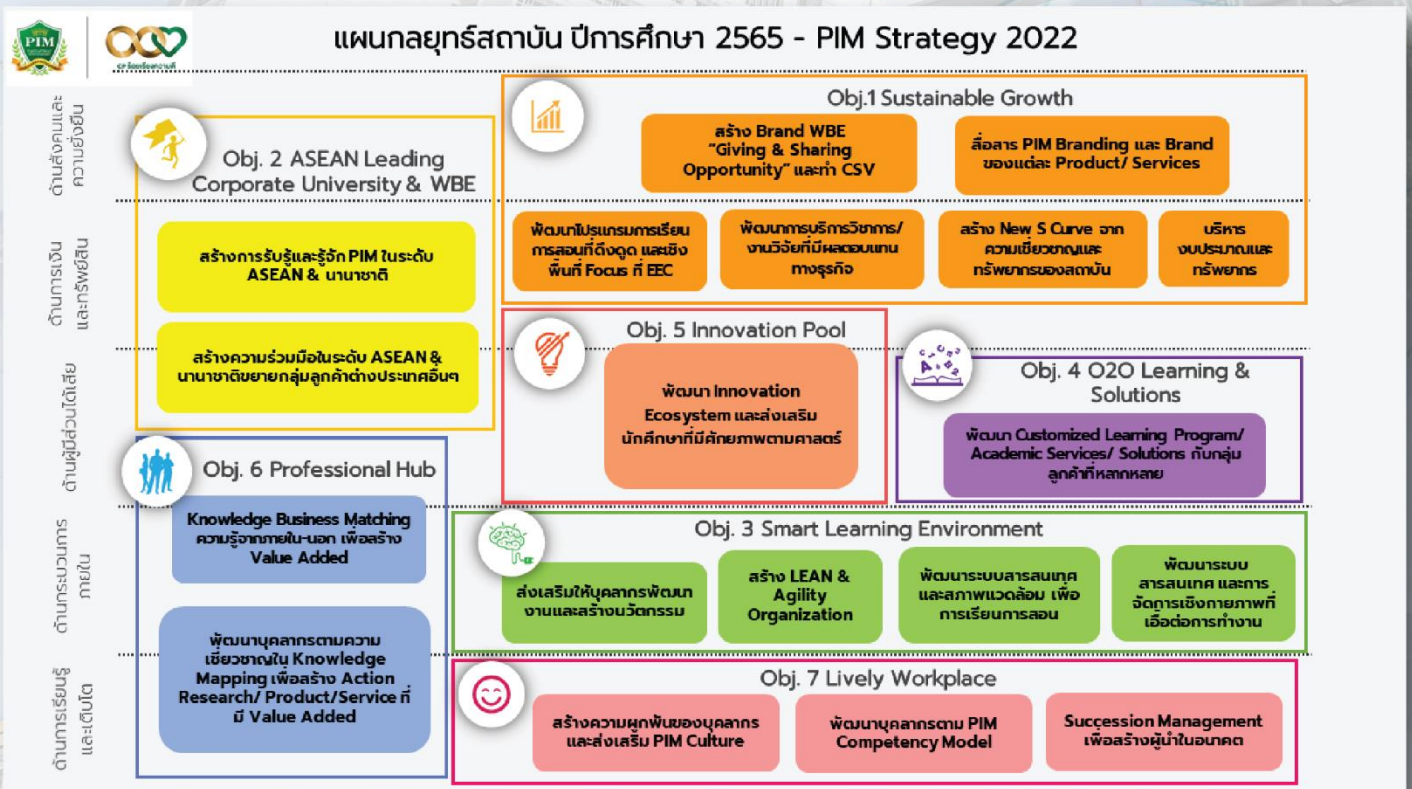 PIM
CP ร้อยเรียงความดี
แผนกลยุทธ์สถาบัน ปีการศึกษา 2565 - PIM Strategy 2022
ด้านสังคมและ
ความยั่งยืน
ด้านการเงิน
และทรัพย์สิน
ด้านผู้มีส่วนได้เสีย
ด้านกระบวนการ
ภายใน
ด้านการเรียนรู้
และเติบโต
Obj.1 Sustainable Growth
สร้าง Brand WBE
"Giving & Sharing
Opportunity" และทำ CSV
สื่อสาร PIM Branding และ Brand
ของแต่ละ Product/ Services
พัฒนาโปรแกรมการเรียน
การสอนที่ดึงดูด และเชิง
พื้นที่ Focus ที่ EEC
พัฒนาการบริการวิชาการ/
งานวิจัยที่มีผลตอบแทน
ทางธุรกิจ
สร้าง New S Curve จาก
ความเชี่ยวชาญและ
ทรัพยากรของสถาบัน
บริหาร
งบประมาณและ
ทรัพยากร
Obj. 2 ASEAN Leading
Corporate University & WBE
สร้างการรับรู้และรู้จัก PIM ในระดับ
ASEAN & นานาชาติ
สร้างความร่วมมือในระดับ ASEAN &
นานาชาติขยายกลุ่มลูกค้าต่างประเทศอื่นๆ
Obj. 5 Innovation Pool
พัฒนา Innovation
Ecosystem และส่งเสริม
นักศึกษาที่มีศักยภาพตามศาสตร์
Obj. 4 O2O Learning &
Solutions
พัฒนา Customized Learning Program/
Academic Services/ Solutions กับกลุ่ม
ลูกค้าที่หลากหลาย
Obj. 6 Professional Hub
Knowledge Business Matching
ความรู้จากภายใน-นอก เพื่อสร้าง
Value Added
พัฒนาบุคลากรตามความ
เชี่ยวชาญใน Knowledge
Mapping เพื่อสร้าง Action
Research/ Product/Service ที่
มี Value Added
Obj. 3 Smart Learning Environment
ส่งเสริมให้บุคลากรพัฒนา
งานและสร้างนวัตกรรม
สร้าง LEAN &
Agility
Organization
พัฒนาระบบสารสนเทศ
และสภาพแวดล้อม เพื่อ
การเรียนการสอน
พัฒนาระบบ
สารสนเทศ และการ
จัดการเชิงกายภาพที่
เอื้อต่อการทำงาน
Obj. 7 Lively Workplace
สร้างความผูกพันของบุคลากร
และส่งเสริม PIM Culture
พัฒนาบุคลากรตาม PIM
Competency Model
Succession Management
เพื่อสร้างผู้นำในอนาคต